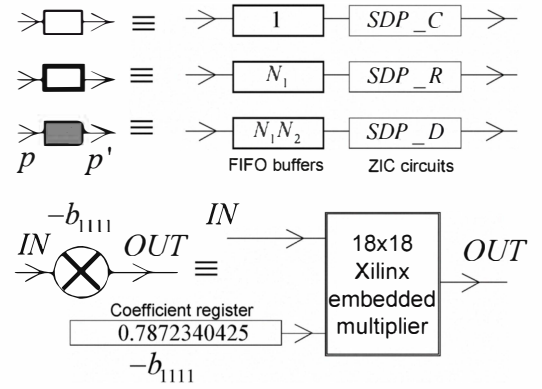 ≡ 1 SDP_C
≡ N₁ SDP_R
≡ N₁N₂ SDP_D
p p'
FIFO buffers ZIC circuits
-b₁₁₁₁
IN OUT ≡ IN 18x18 Xilinx embedded multiplier OUT
Coefficient register
0.7872340425
-b₁₁₁₁